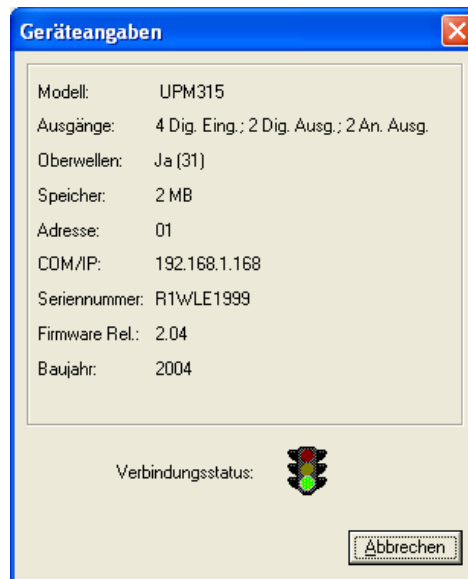 Geräteangaben
Modell: UPM315
Ausgänge: 4 Dig. Eing.; 2 Dig. Ausg.; 2 An. Ausg.
Oberwellen: Ja (31)
Speicher: 2 MB
Adresse: 01
COM/IP: 192.168.1.168
Seriennummer: R1WLE1999
Firmware Rel.: 2.04
Baujahr: 2004
Verbindungsstatus:
Abbrechen